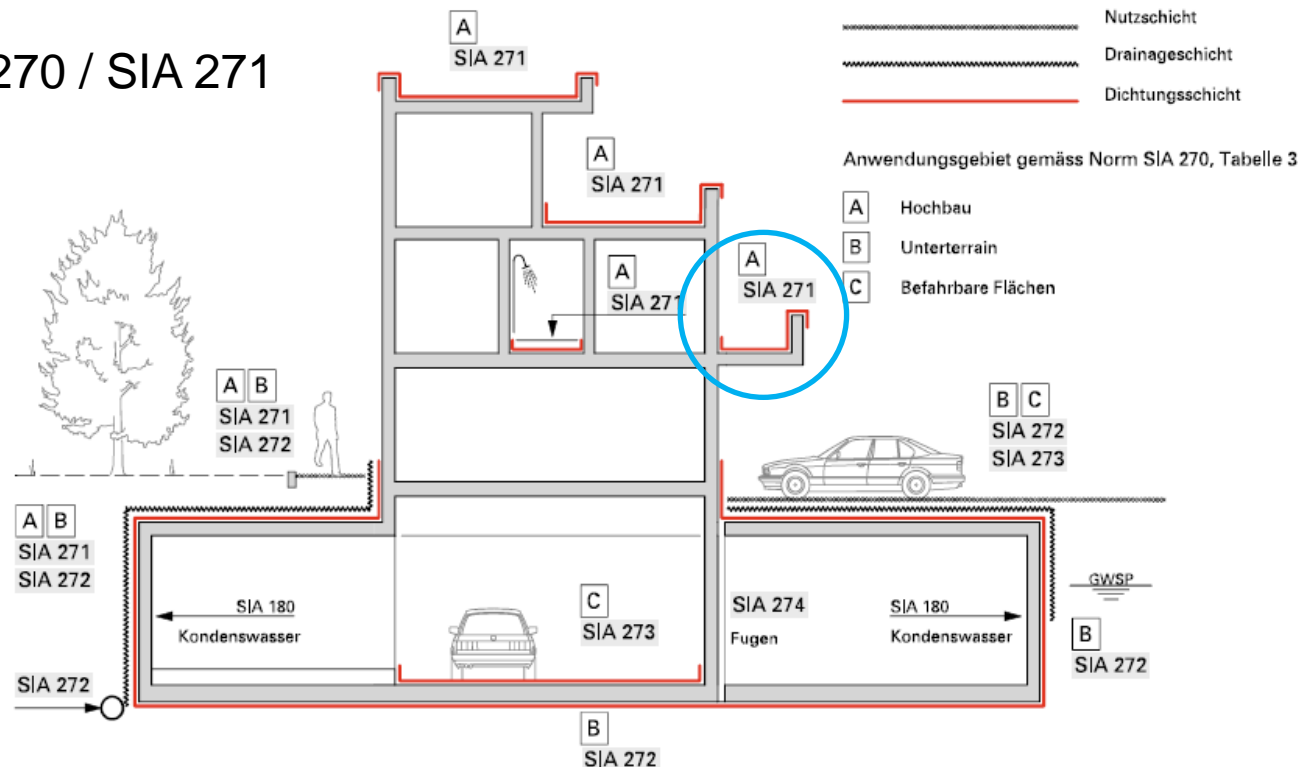 270 / SIA 271
A
SIA 271
Nutzschicht
Drainageschicht
Dichtungsschicht
Anwendungsgebiet gemäss Norm SIA 270, Tabelle 3
A Hochbau
B Unterterrain
C Befahrbare Flächen
A
SIA 271
A
SIA 271
A
SIA 271
A B
SIA 271
SIA 272
B C
SIA 272
SIA 273
A B
SIA 271
SIA 272
SIA 180
Kondenswasser
C
SIA 273
SIA 274
Fugen
SIA 180
Kondenswasser
GWSP
B
SIA 272
SIA 272
B
SIA 272